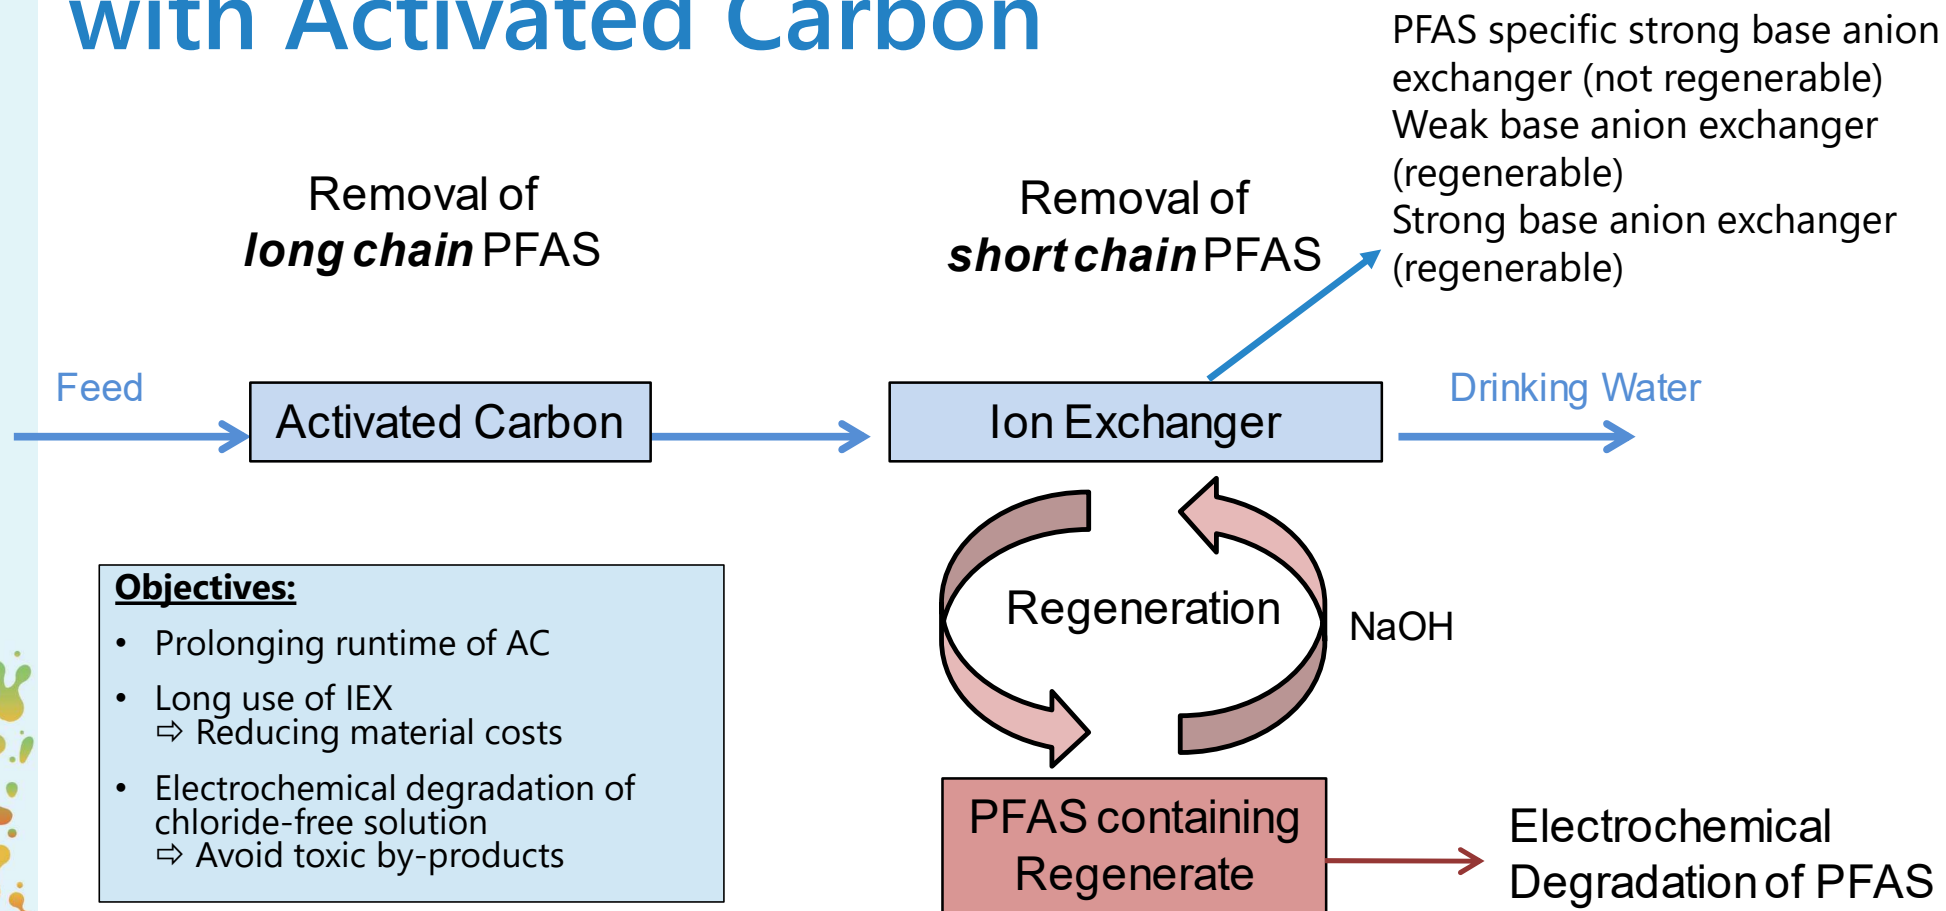 with Activated Carbon
PFAS specific strong base anion
exchanger (not regenerable)
Weak base anion exchanger
(regenerable)
Strong base anion exchanger
(regenerable)
Removal of
long chain PFAS
Removal of
short chain PFAS
Feed
Activated Carbon
Ion Exchanger
Drinking Water
Regeneration
NaOH
Objectives:
• Prolonging runtime of AC
• Long use of IEX
⇨ Reducing material costs
• Electrochemical degradation of
chloride-free solution
⇨ Avoid toxic by-products
PFAS containing
Regenerate
Electrochemical
Degradation of PFAS